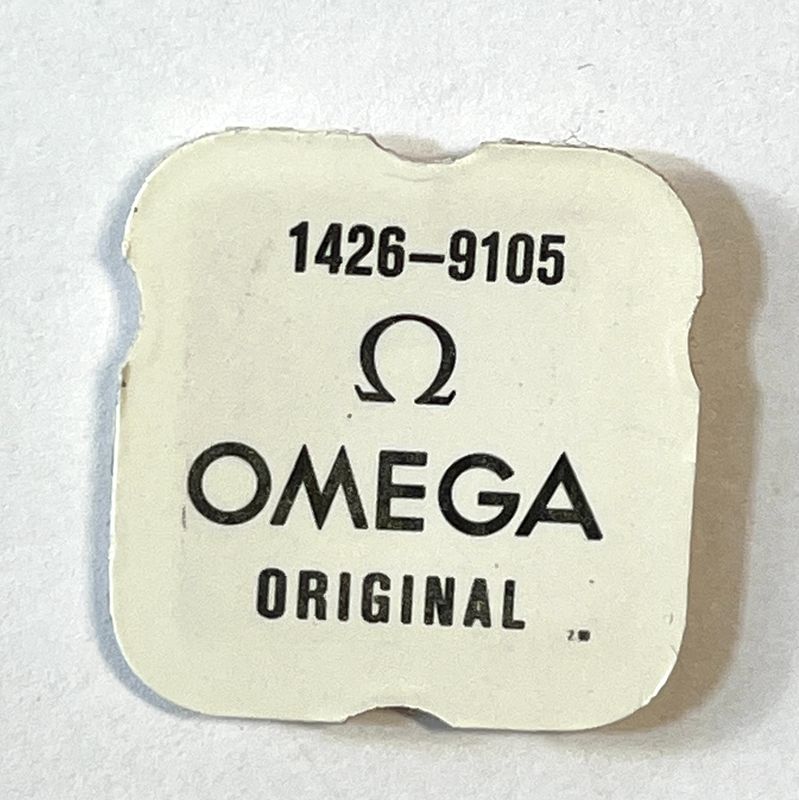 1426-9105
Ω
OMEGA
ORIGINAL